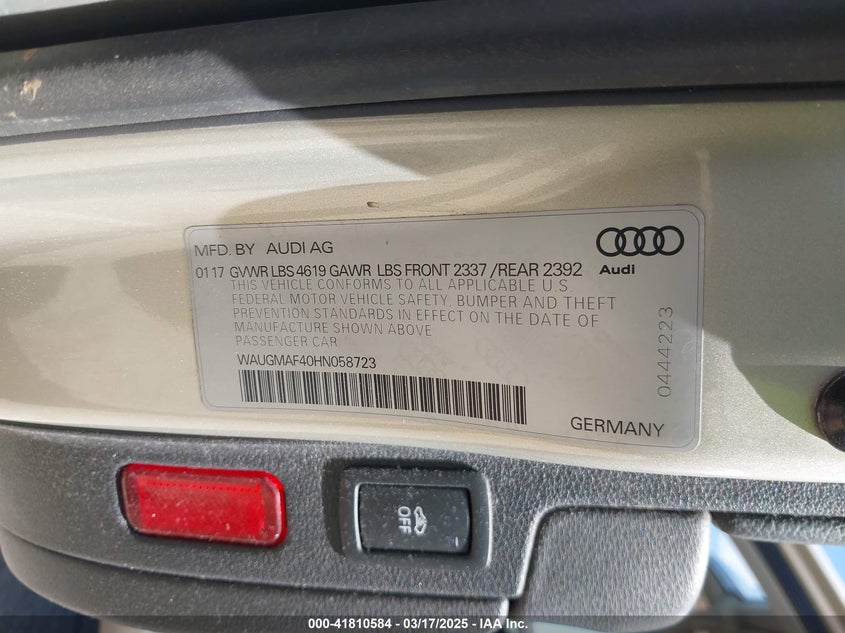 MFD. BY AUDI AG
Audi
01 17 GVWR LBS 4619 GAWR LBS FRONT 2337 /REAR 2392
THIS VEHICLE CONFORMS TO ALL APPLICABLE U.S.
FEDERAL MOTOR VEHICLE SAFETY, BUMPER AND THEFT
PREVENTION STANDARDS IN EFFECT ON THE DATE OF
MANUFACTURE SHOWN ABOVE
PASSENGER CAR
WAUGMAF40HN058723
0444223
GERMANY
OFF
000-41810584 - 03/17/2025 - IAA Inc.